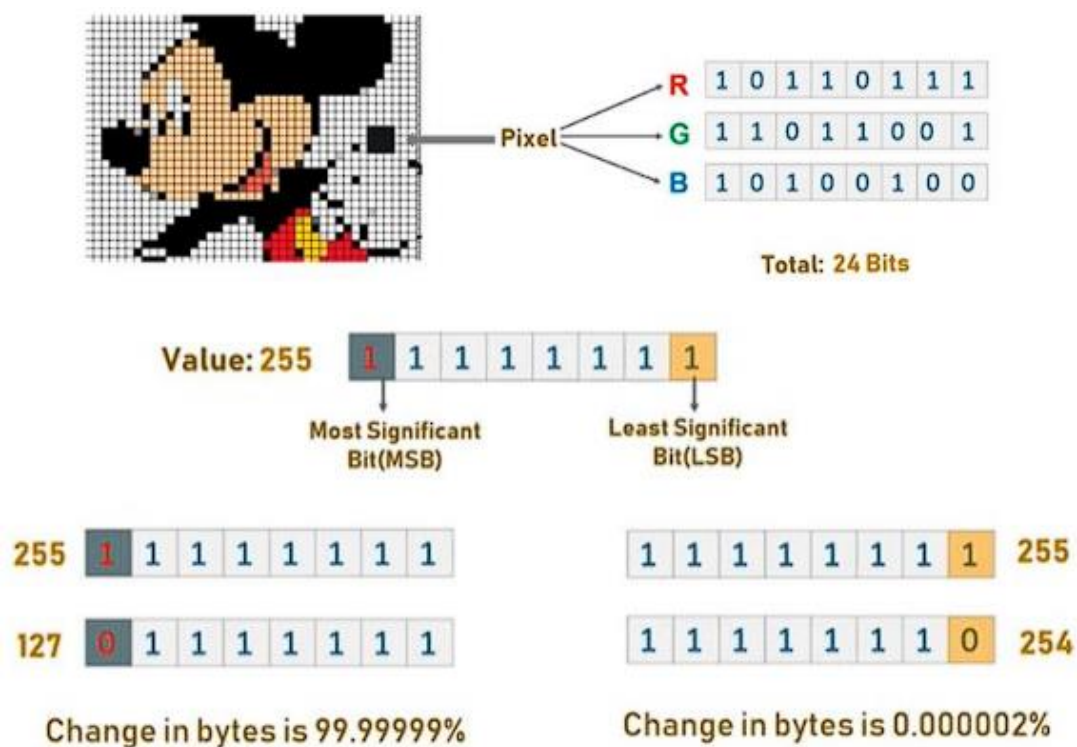 R 1 0 1 1 0 1 1 1
Pixel G 1 1 0 1 1 0 0 1
B 1 0 1 0 0 1 0 0
Total: 24 Bits
Value: 255 1 1 1 1 1 1 1 1
Most Significant Bit(MSB)
Least Significant Bit(LSB)
255 1 1 1 1 1 1 1 1
1 1 1 1 1 1 1 1 255
127 0 1 1 1 1 1 1 1
1 1 1 1 1 1 1 0 254
Change in bytes is 99.99999%
Change in bytes is 0.000002%